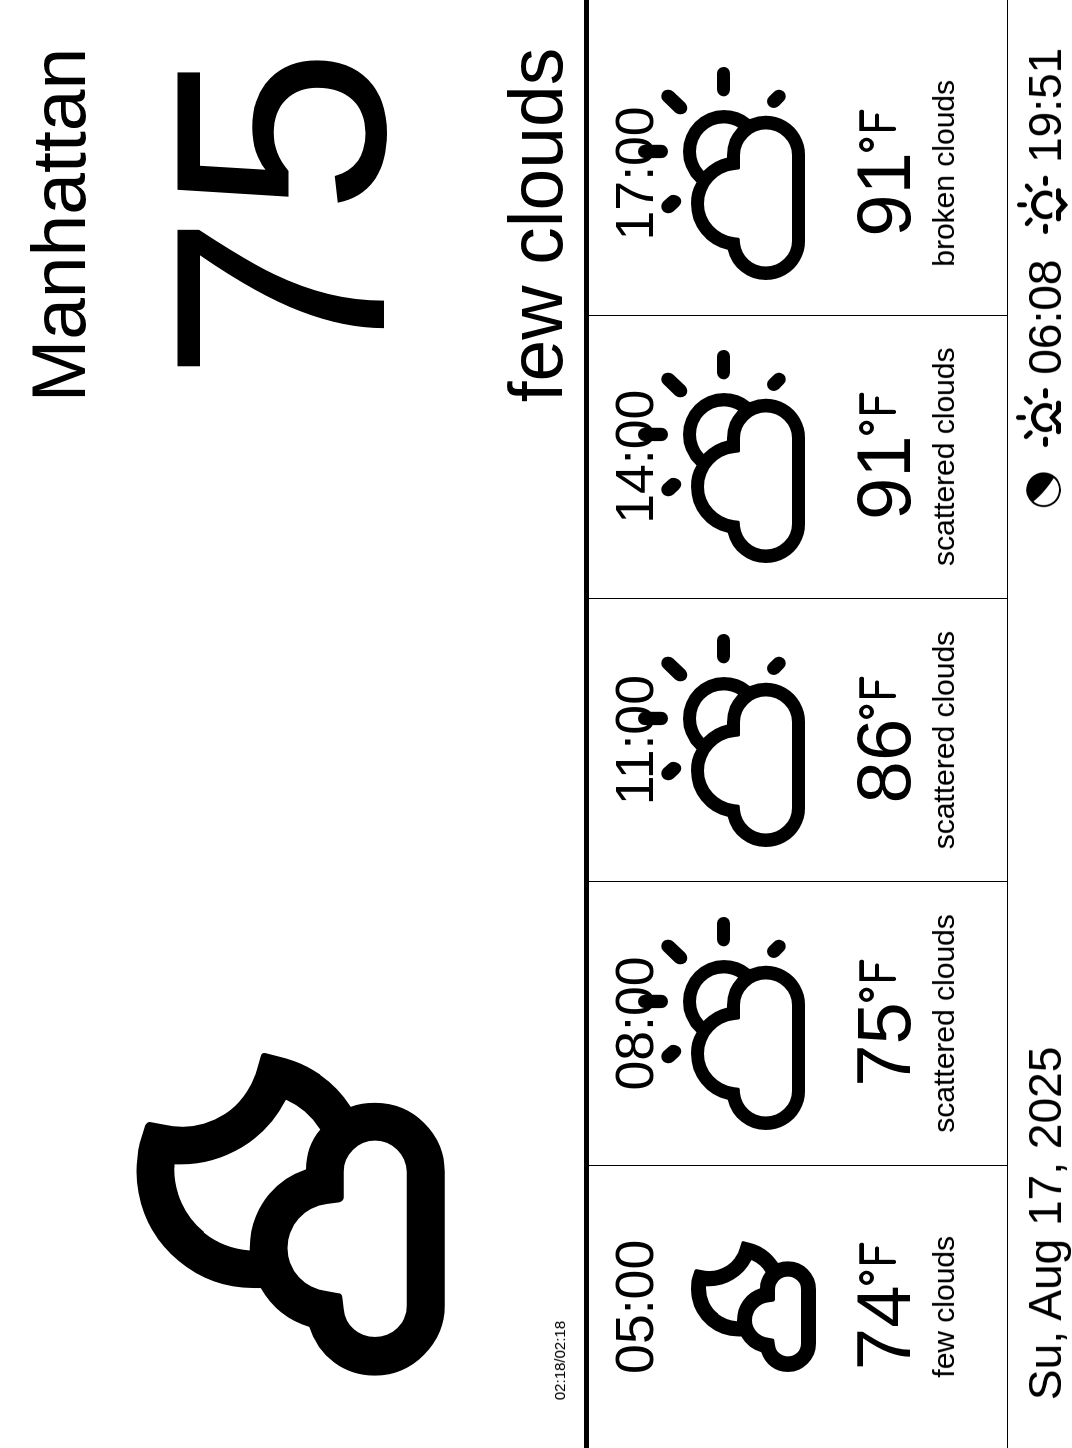 Manhattan
75
few clouds
02:18/02:18
05:00
74°F
few clouds
08:00
75°F
scattered clouds
11:00
86°F
scattered clouds
14:00
91°F
scattered clouds
17:00
91°F
broken clouds
Su, Aug 17, 2025
06:08 19:51